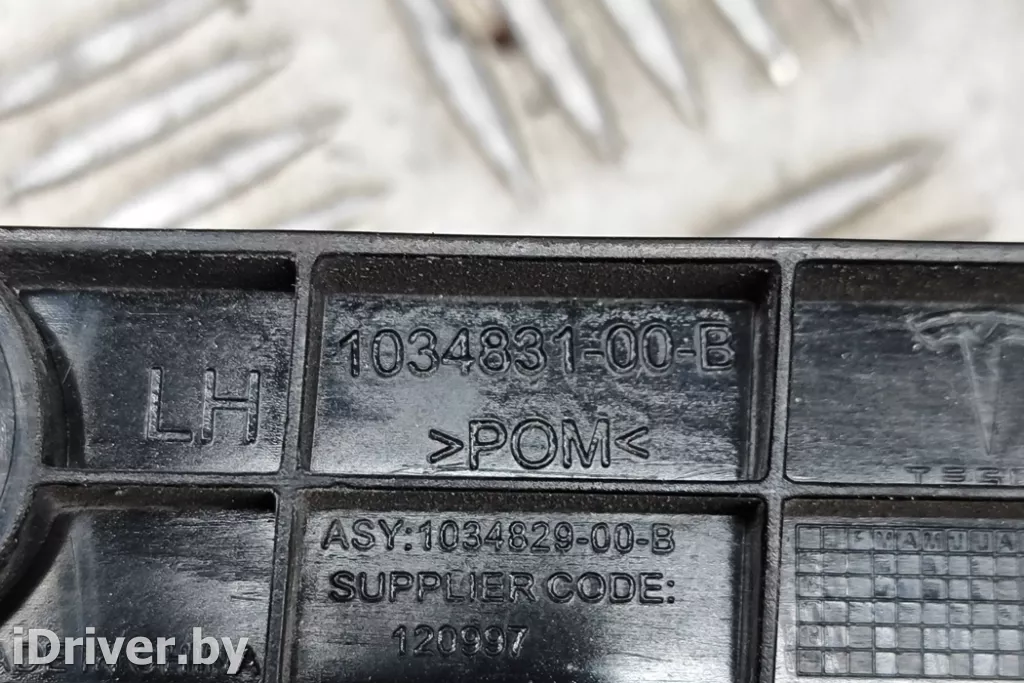 1034831-00-B
LH
>POM<
ASY:1034829-00-B
SUPPLIER CODE:
120997
iDriver.by